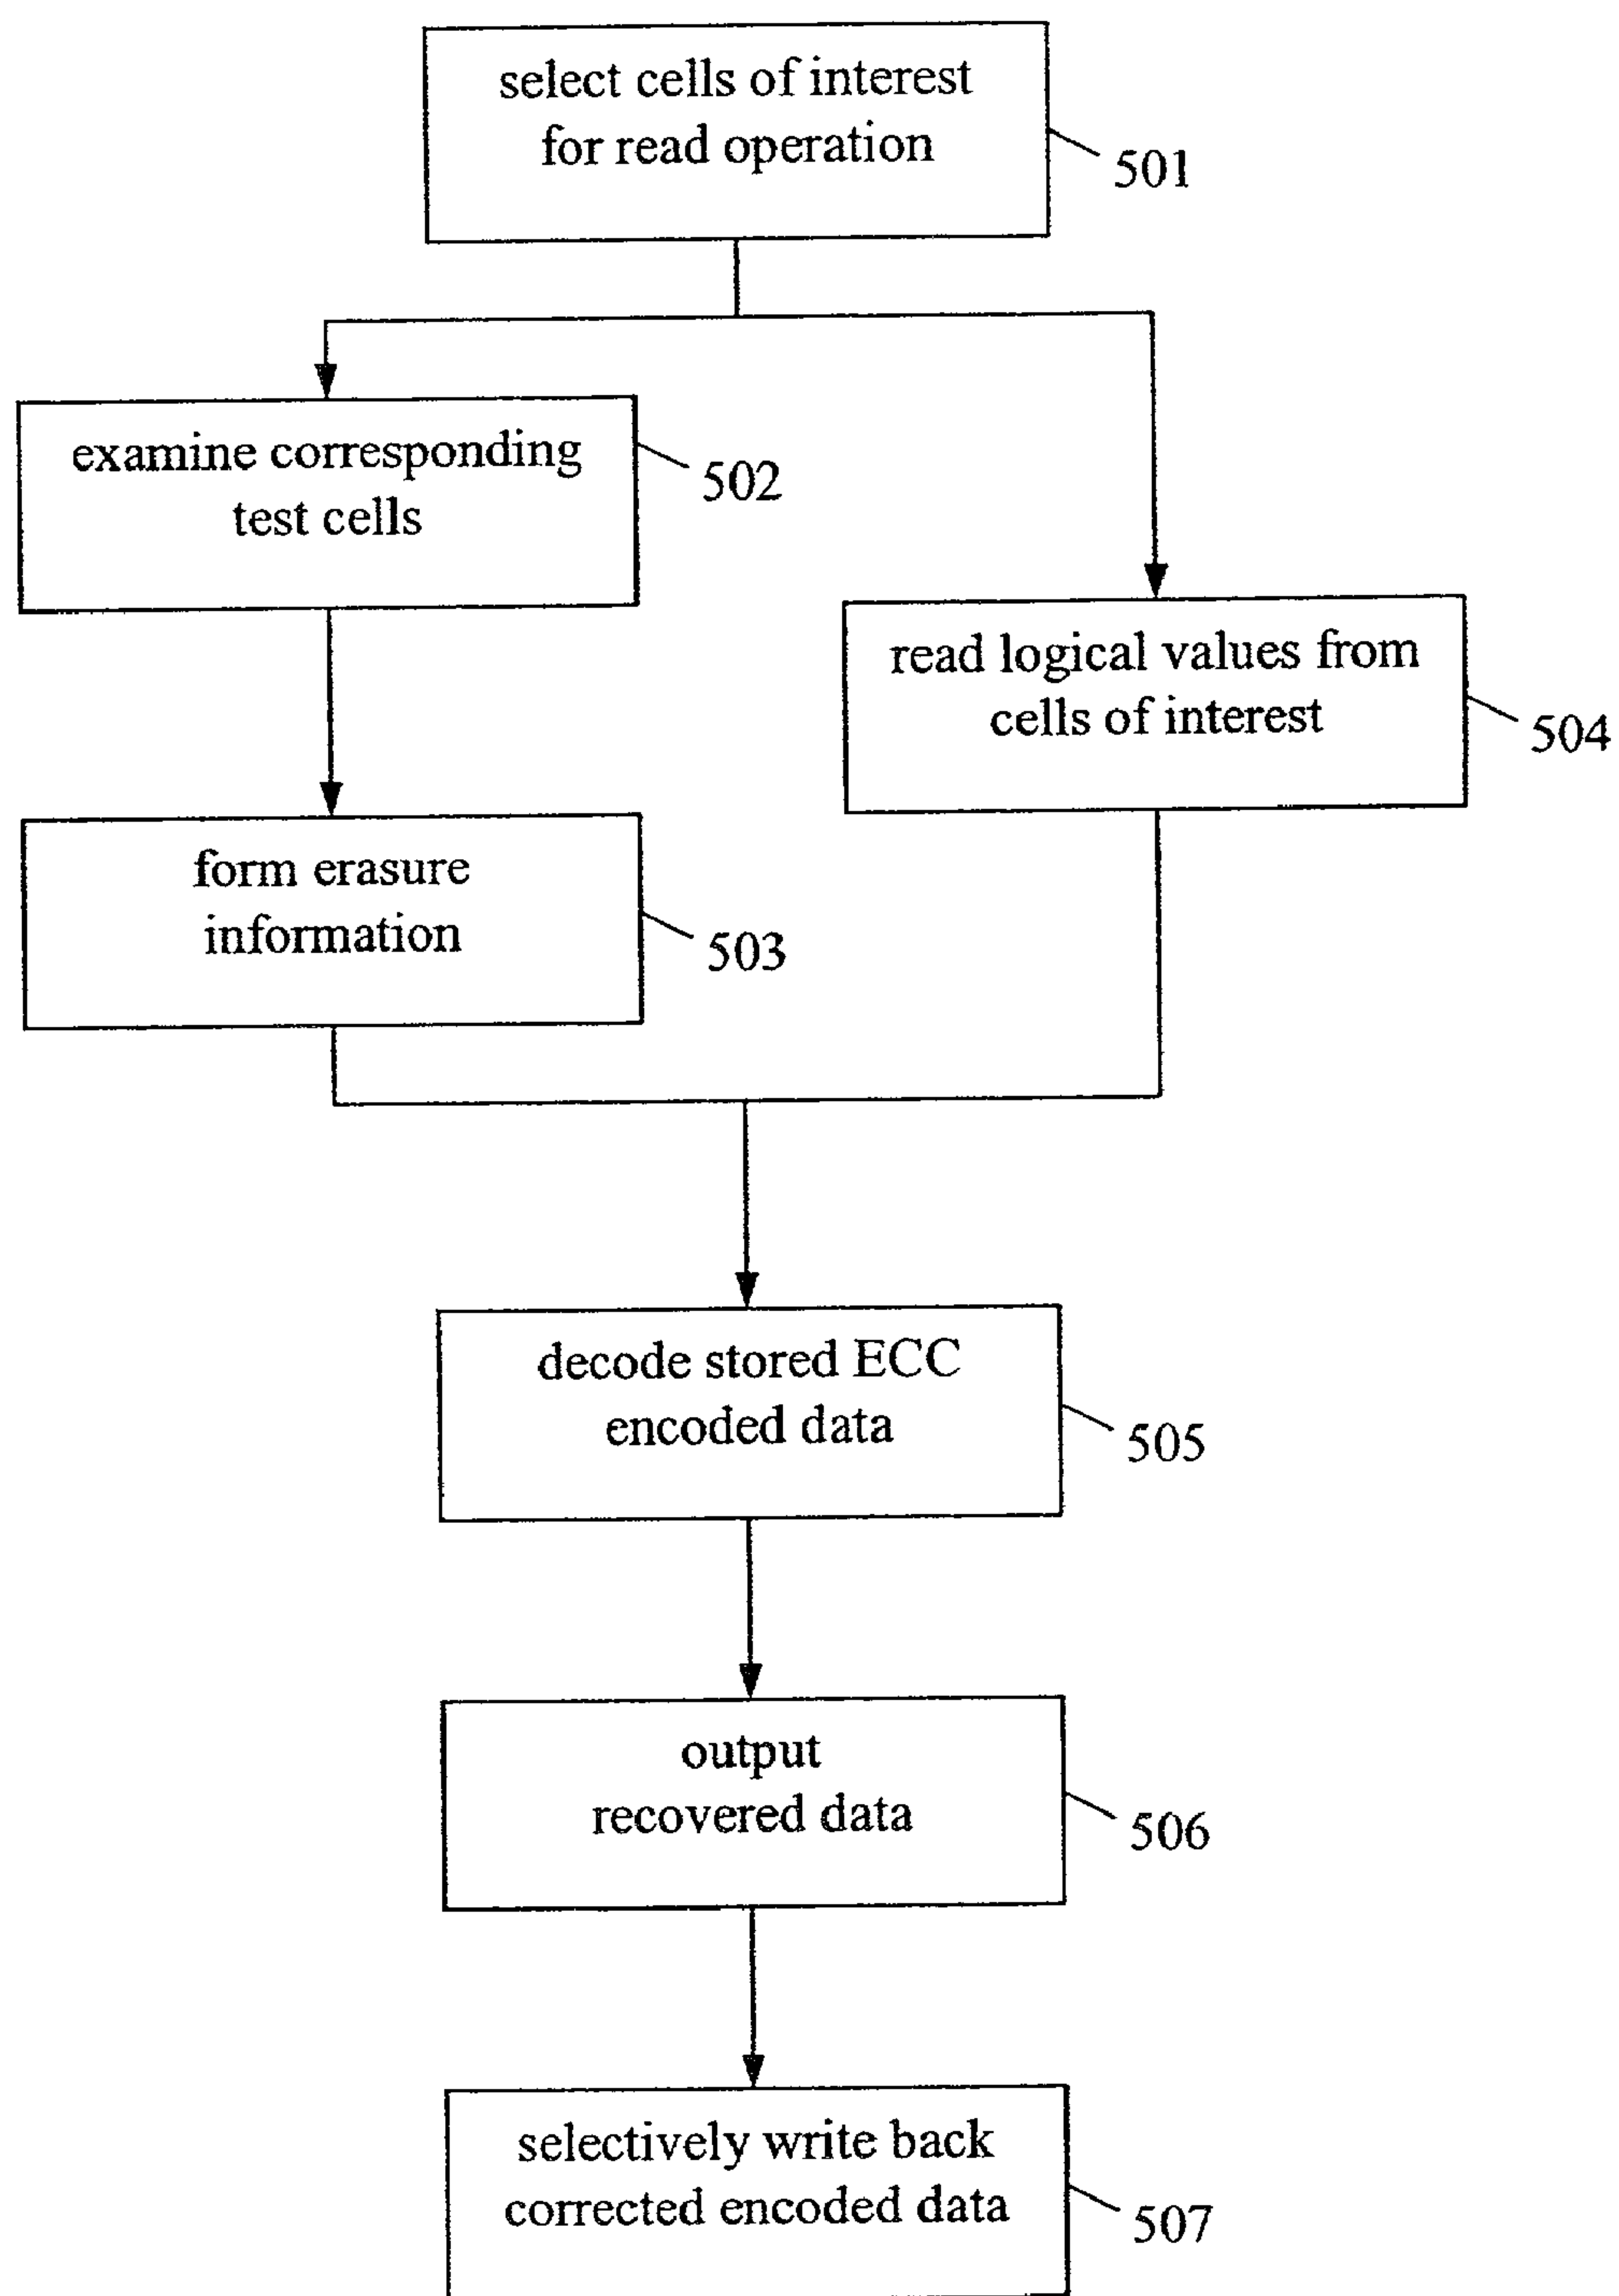 select cells of interest
for read operation
501
examine corresponding
test cells
502
read logical values from
cells of interest
504
form erasure
information
503
decode stored ECC
encoded data
505
output
recovered data
506
selectively write back
corrected encoded data
507